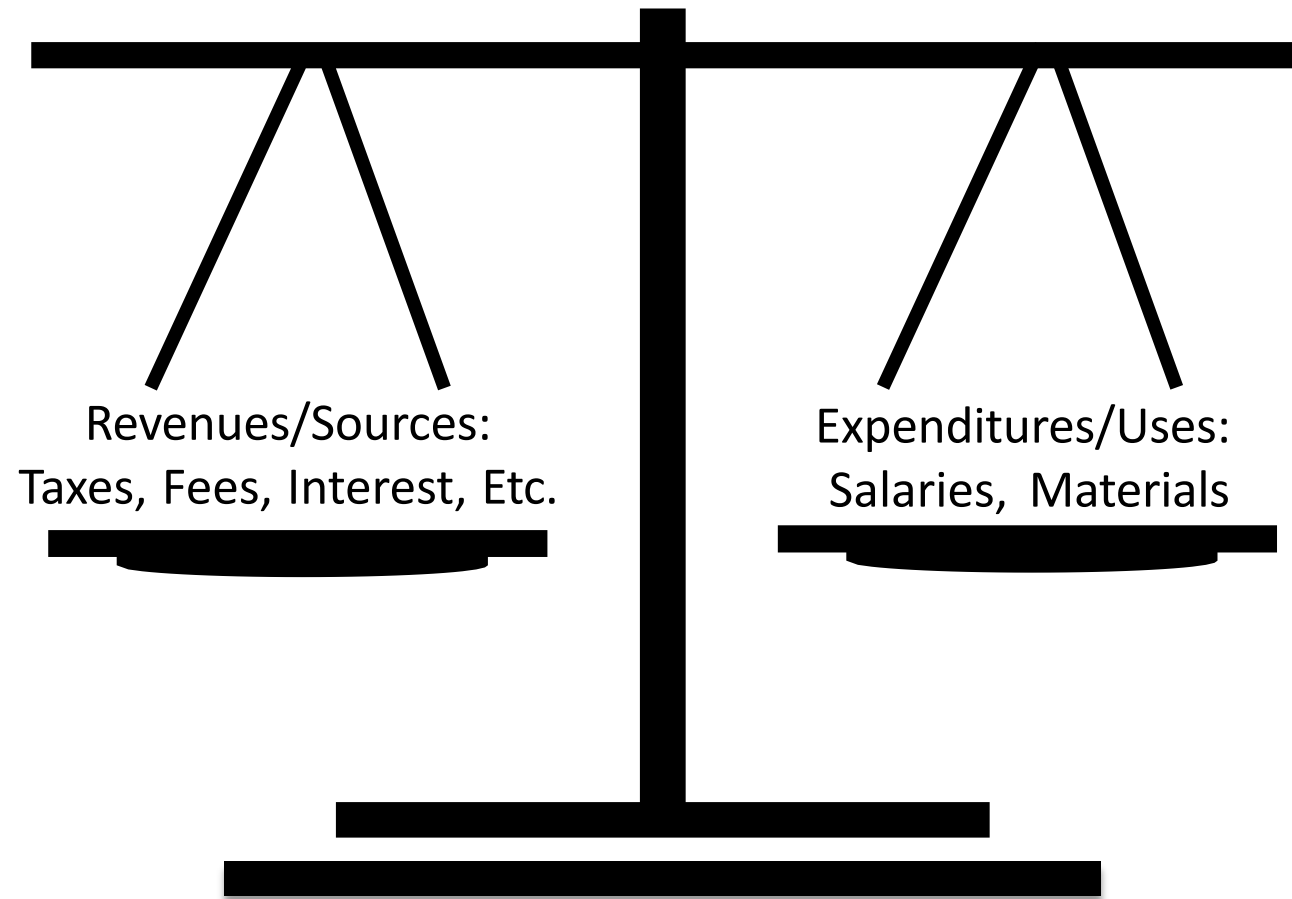 Revenues/Sources:
Taxes, Fees, Interest, Etc.
Expenditures/Uses:
Salaries, Materials